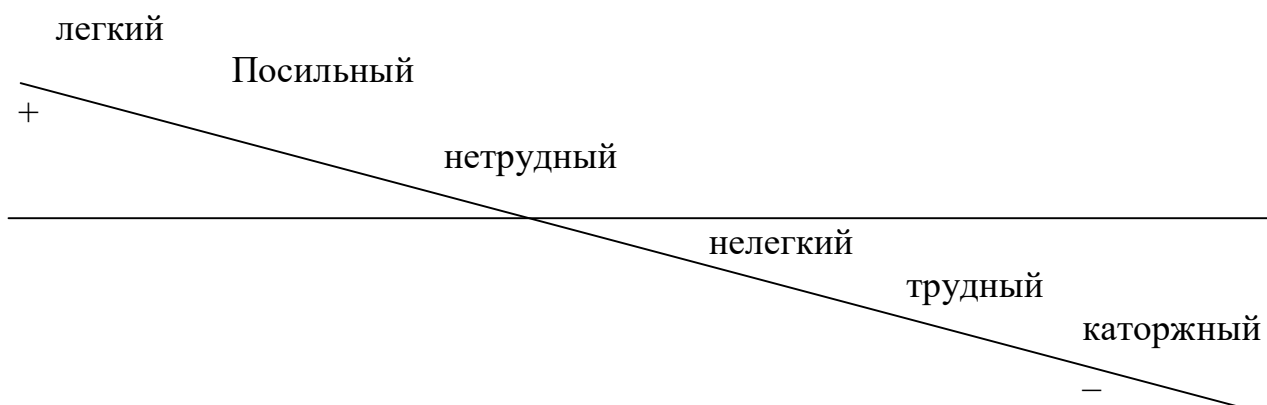 легкий
Посильный
+
нетрудный
нелегкий
трудный
каторжный
–